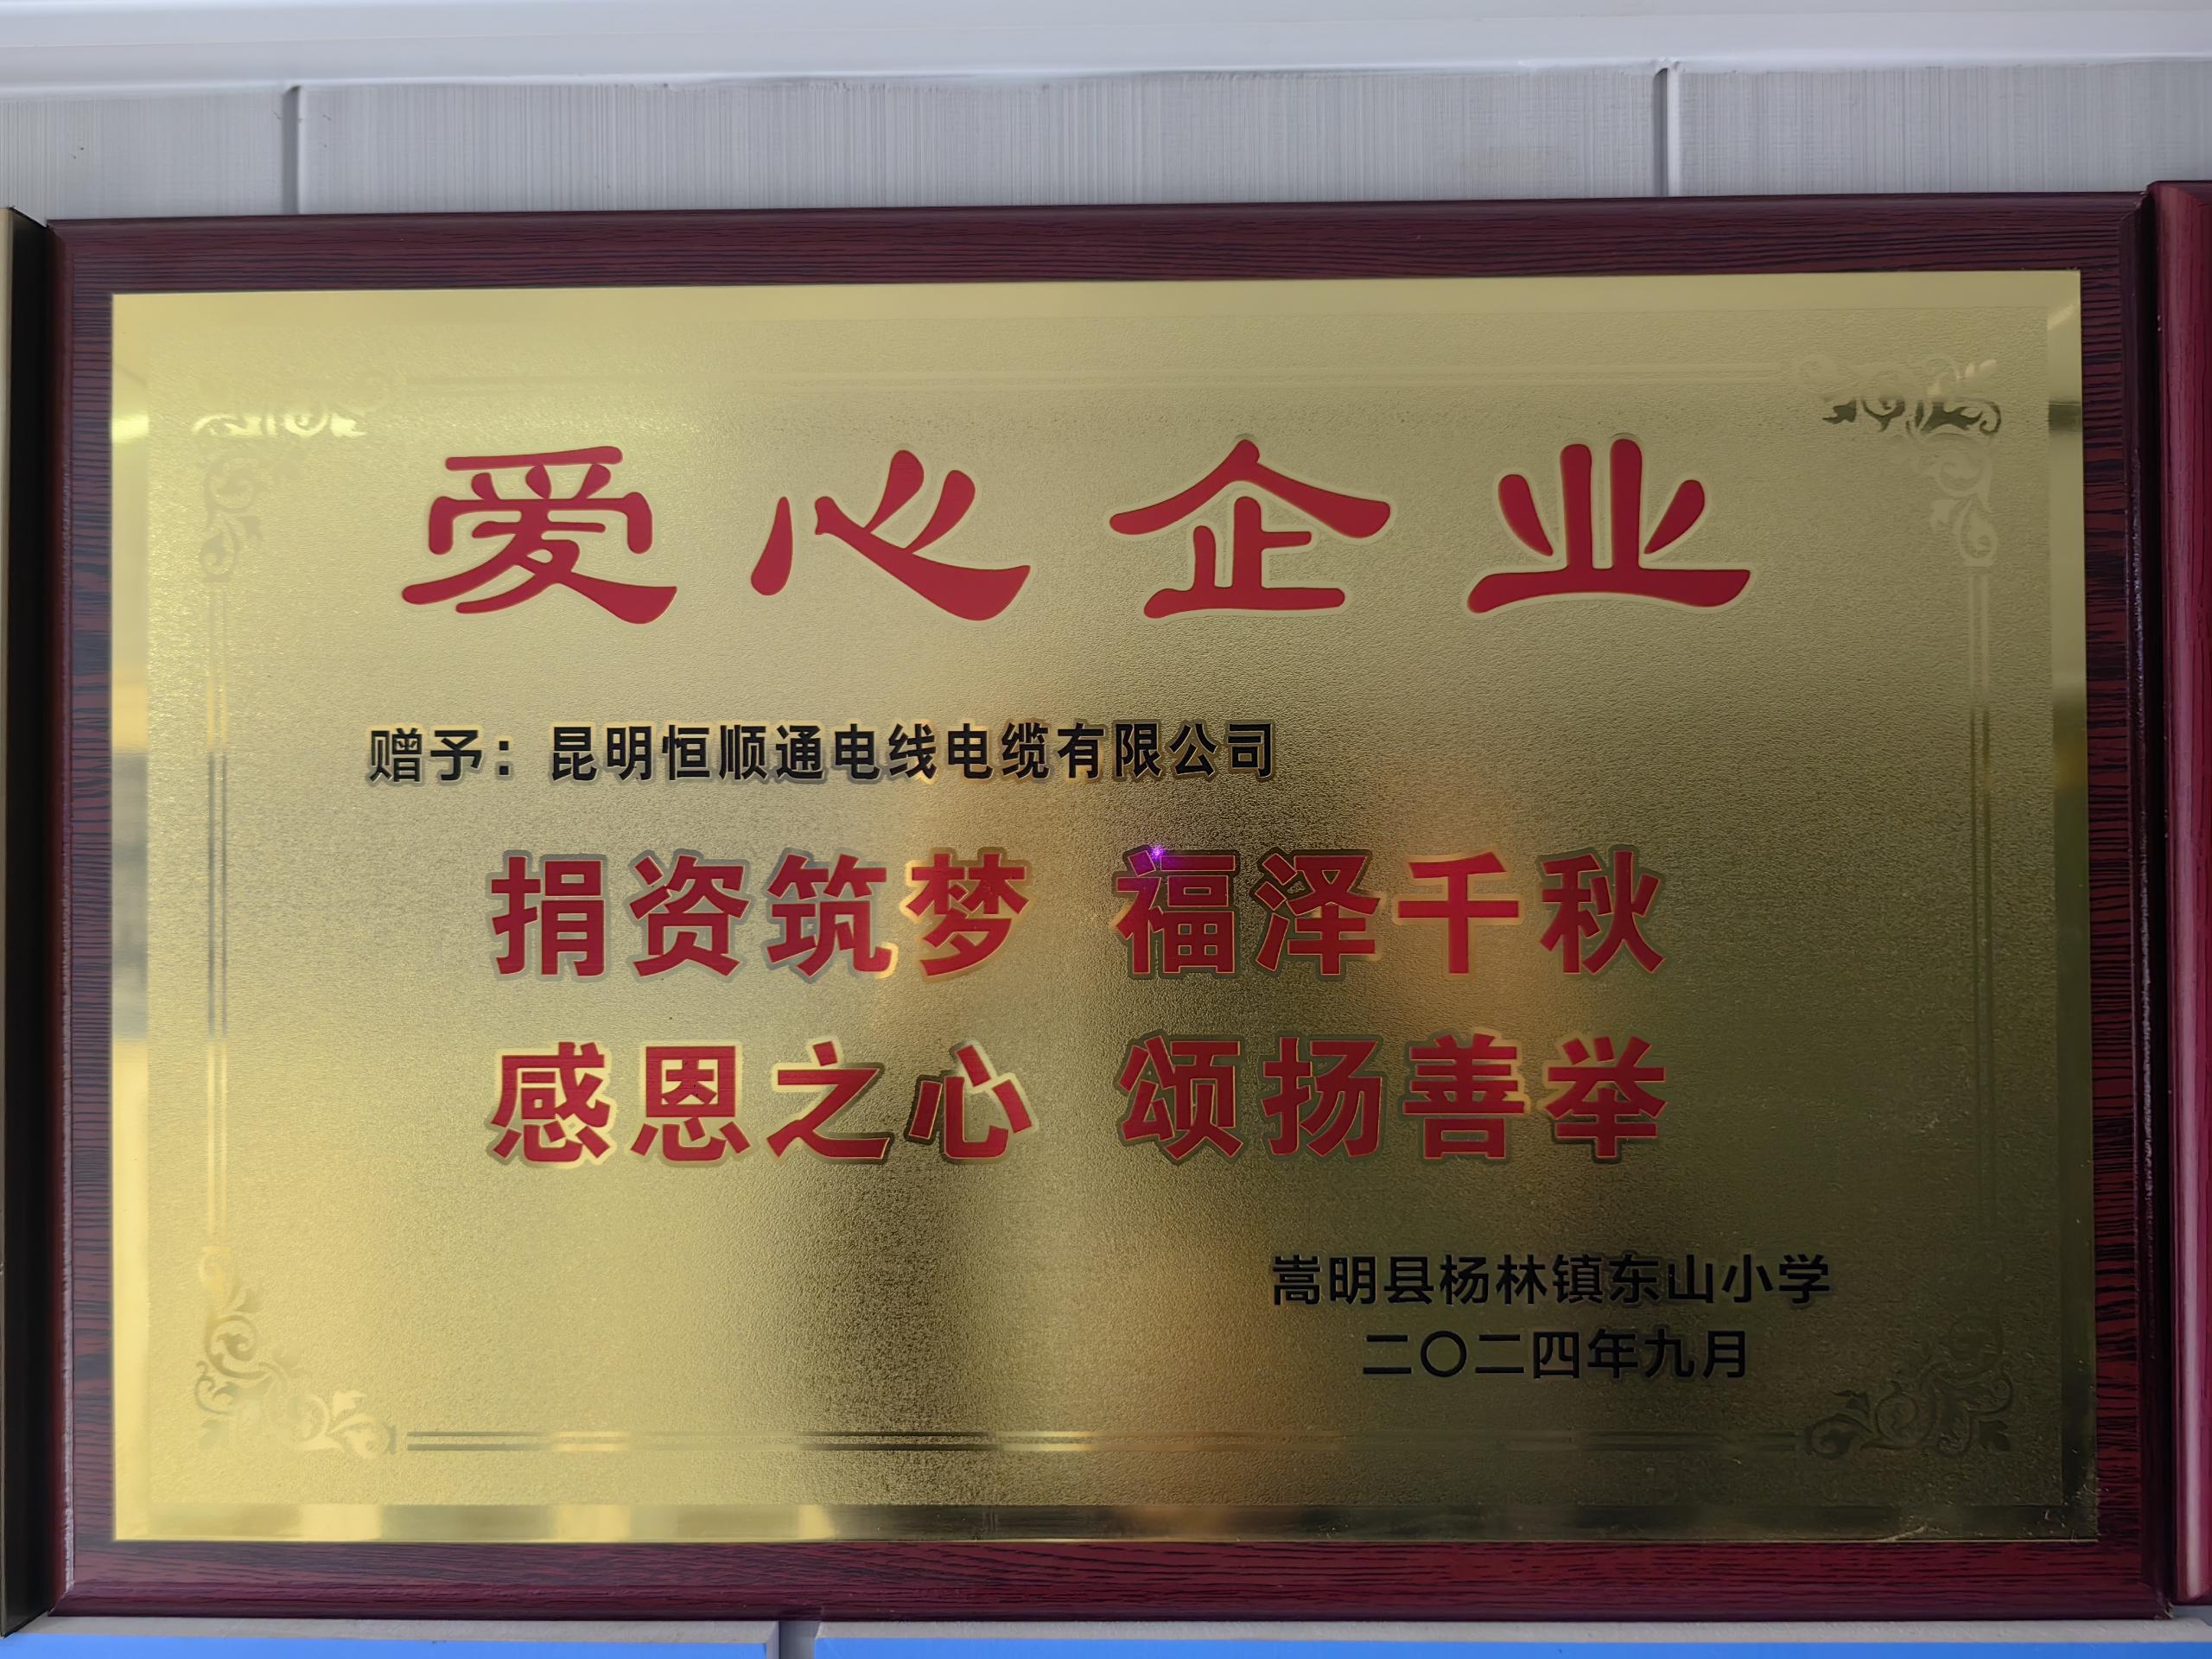 爱心企业
赠予：昆明恒顺通电线电缆有限公司
捐资筑梦 福泽千秋
感恩之心 颂扬善举
嵩明县杨林镇东山小学
二〇二四年九月